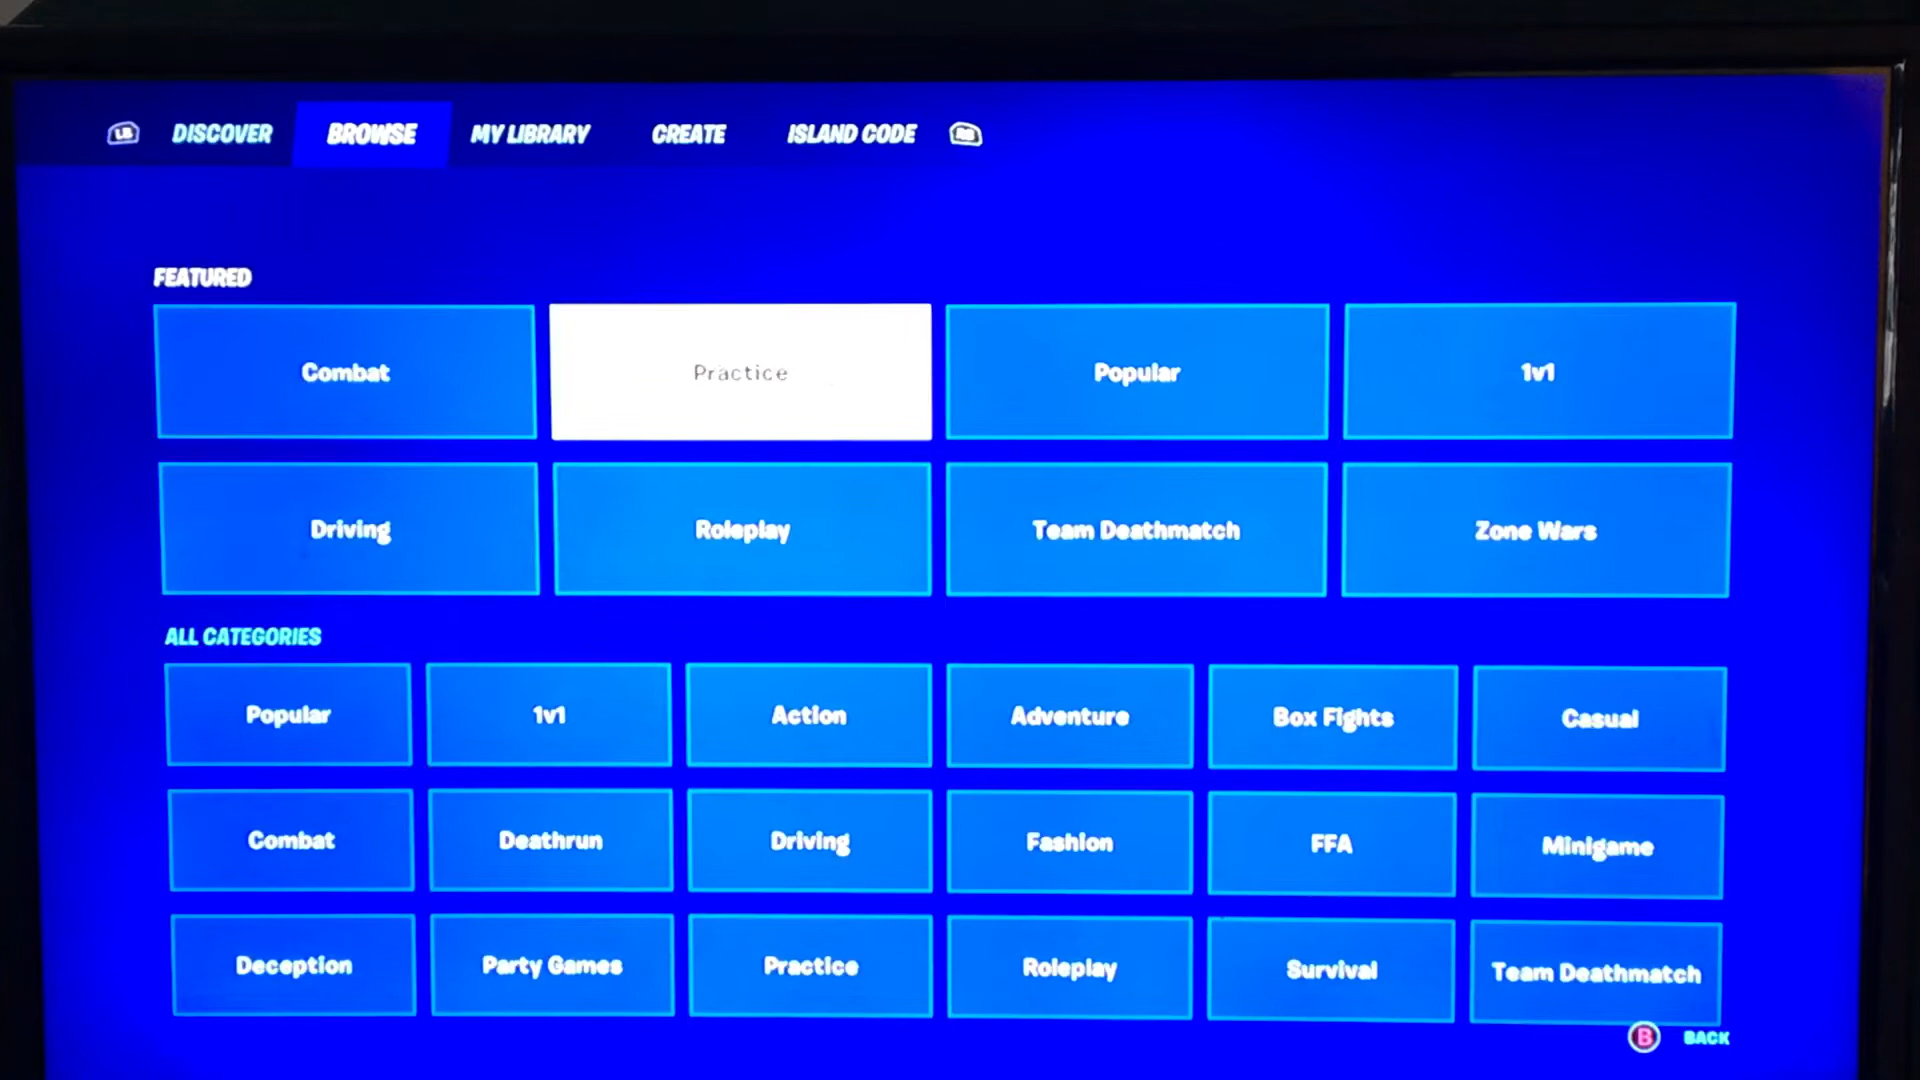 LB DISCOVER BROWSE MY LIBRARY CREATE ISLAND CODE RB
FEATURED
Combat Practice Popular 1v1
Driving Roleplay Team Deathmatch Zone Wars
ALL CATEGORIES
Popular 1v1 Action Adventure Box Fights Casual
Combat Deathrun Driving Fashion FFA Minigame
Deception Party Games Practice Roleplay Survival Team Deathmatch
B BACK